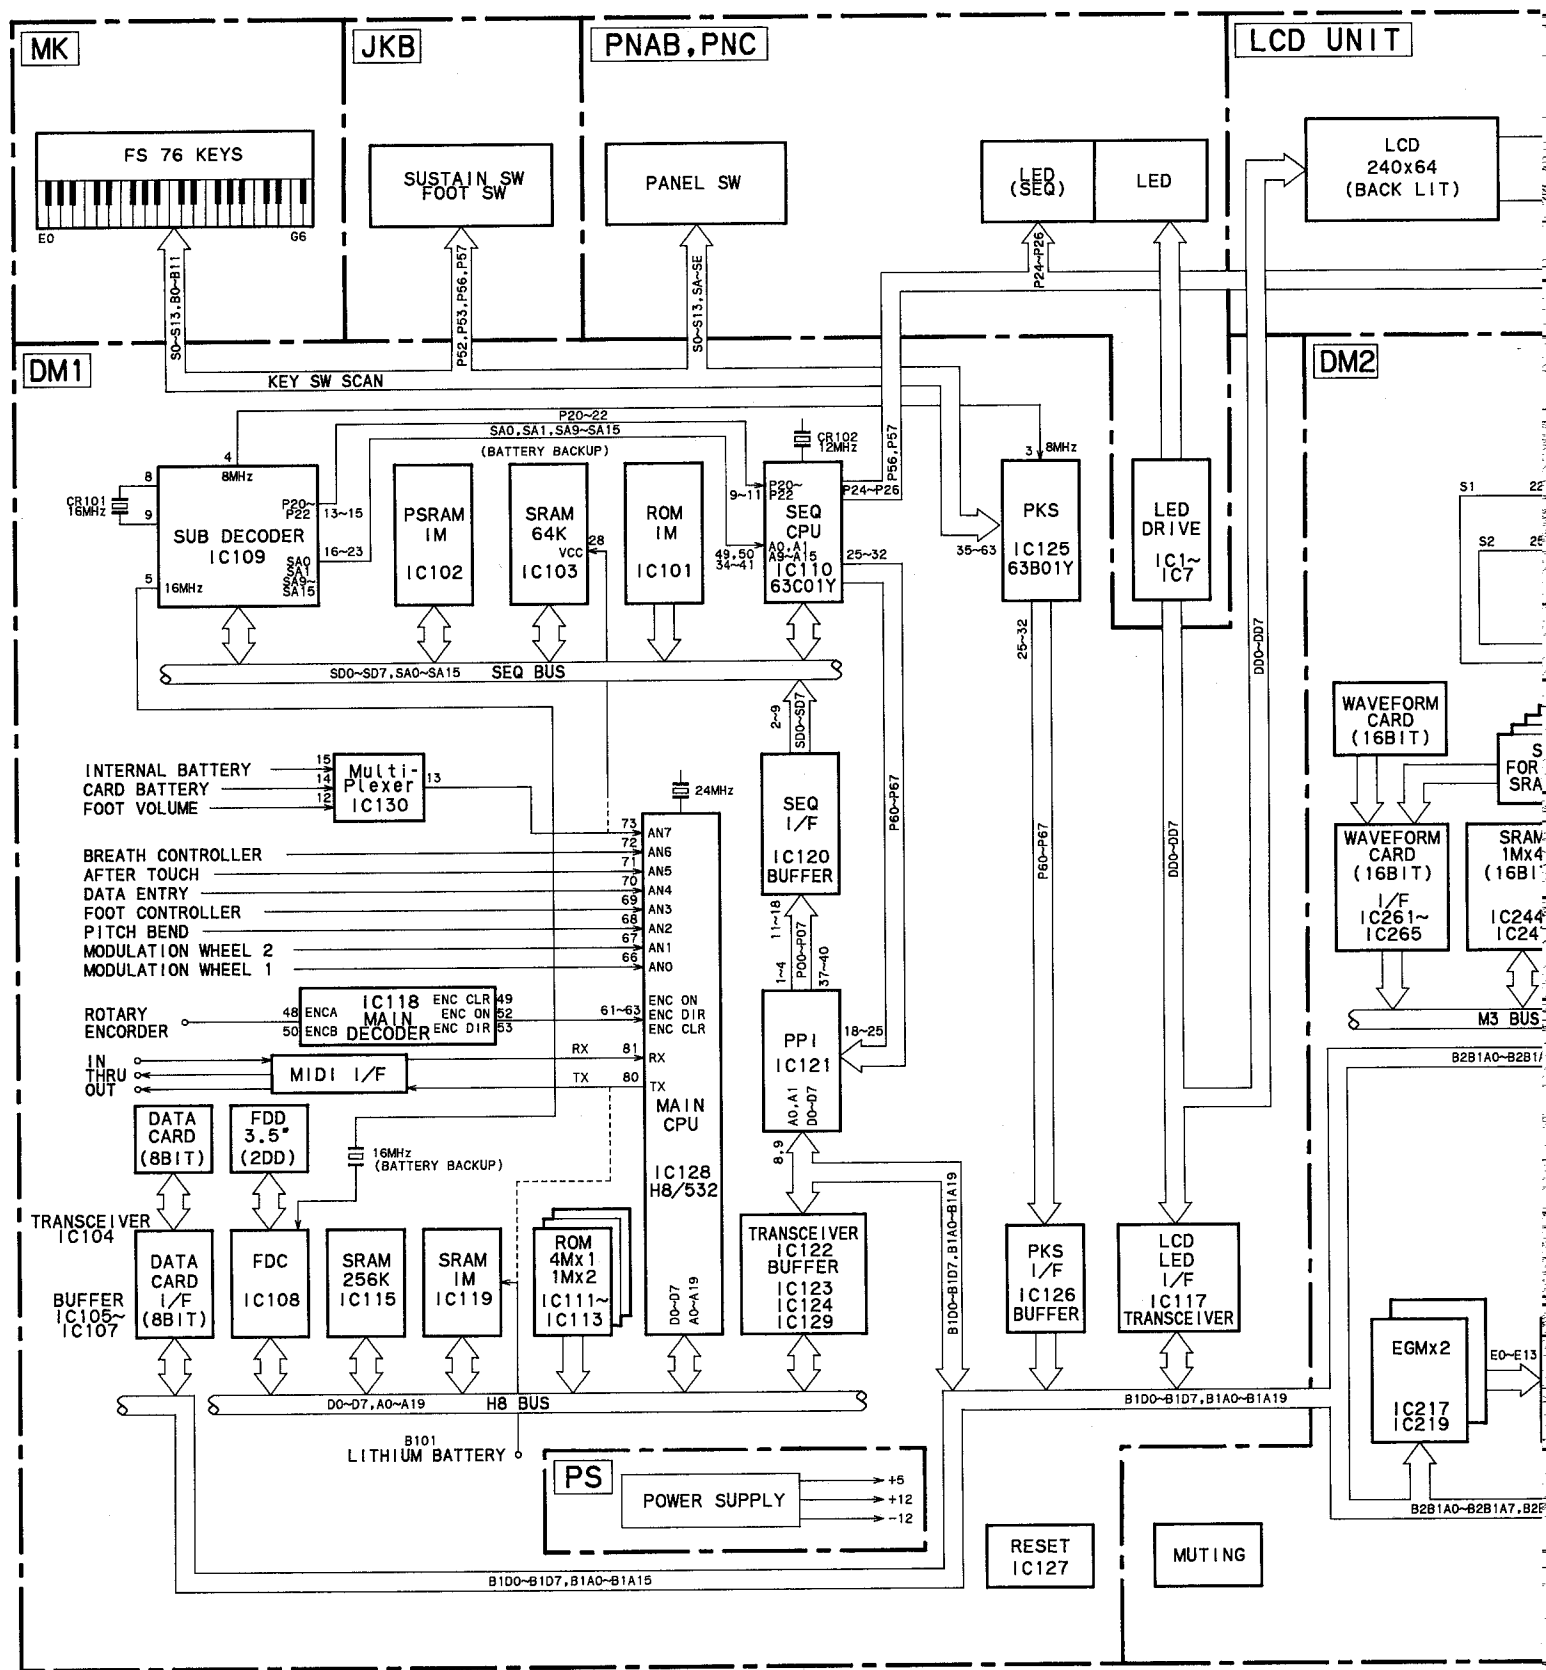 MK
JKB
PNAB,PNC
LCD UNIT
FS 76 KEYS
E0
G6
SUSTAIN SW
FOOT SW
PANEL SW
LED
(SEQ)
LED
LCD
240x64
(BACK LIT)
S0~S13,B0~B11
P52,P53,P56,P57
S0~S13,SA~SE
P24~P26
DM1
DM2
KEY SW SCAN
P20~22
SA0,SA1,SA9~SA15
(BATTERY BACKUP)
CR102
12MHz
P56,P57
P24~P26
3
8MHz
4
8MHz
8
CR101
16MHz
9
5
16MHz
P20~
P22
13~15
16~23
SA0
SA1
SA9~
SA15
SUB DECODER
IC109
PSRAM
1M
IC102
SRAM
64K
VCC
28
IC103
ROM
1M
IC101
9~11
P20~
P22
SEQ
CPU
A0,A1
A9~A15
49,50
34~41
IC110
63C01Y
25~32
PKS
IC125
63B01Y
35~63
LED
DRIVE
IC1~
IC7
S1
22
S2
25
SD0~SD7,SA0~SA15
SEQ BUS
25~32
DD0~DD7
2~9
SD0~SD7
WAVEFORM
CARD
(16BIT)
S
FOR
SRA
INTERNAL BATTERY
CARD BATTERY
FOOT VOLUME
15
14
12
Multi-
Plexer
IC130
13
24MHz
SEQ
I/F
IC120
BUFFER
P60~P67
P60~P67
DD0~DD7
WAVEFORM
CARD
(16BIT)
I/F
IC261~
IC265
SRAM
1Mx4
(16BI
IC244
IC24
BREATH CONTROLLER
AFTER TOUCH
DATA ENTRY
FOOT CONTROLLER
PITCH BEND
MODULATION WHEEL 2
MODULATION WHEEL 1
73
72
71
70
69
68
67
66
AN7
AN6
AN5
AN4
AN3
AN2
AN1
AN0
11~18
1~4
P00~P07
37~40
ROTARY
ENCORDER
48
50
ENCA
ENCB
IC118
MAIN
DECODER
ENC CLR
ENC ON
ENC DIR
49
52
53
61~63
ENC ON
ENC DIR
ENC CLR
PPI
IC121
A0,A1
D0~D7
18~25
M3 BUS
B2B1A0~B2B1A
IN
THRU
OUT
MIDI I/F
RX
81
RX
TX
80
TX
MAIN
CPU
IC128
H8/532
D0~D7
A0~A19
DATA
CARD
(8BIT)
FDD
3.5"
(2DD)
16MHz
(BATTERY BACKUP)
8,9
TRANSCEIVER
IC104
DATA
CARD
I/F
(8BIT)
BUFFER
IC105~
IC107
FDC
IC108
SRAM
256K
IC115
SRAM
1M
IC119
ROM
4Mx1
1Mx2
IC111~
IC113
TRANSCEIVER
IC122
BUFFER
IC123
IC124
IC129
B1D0~B1D7,B1A0~B1A19
PKS
I/F
IC126
BUFFER
LCD
LED
I/F
IC117
TRANSCEIVER
EGMx2
IC217
IC219
E0~E13
D0~D7,A0~A19
H8 BUS
B1D0~B1D7,B1A0~B1A19
B101
LITHIUM BATTERY
PS
POWER SUPPLY
+5
+12
-12
B2B1A0~B2B1A7,B2
RESET
IC127
MUTING
B1D0~B1D7,B1A0~B1A15